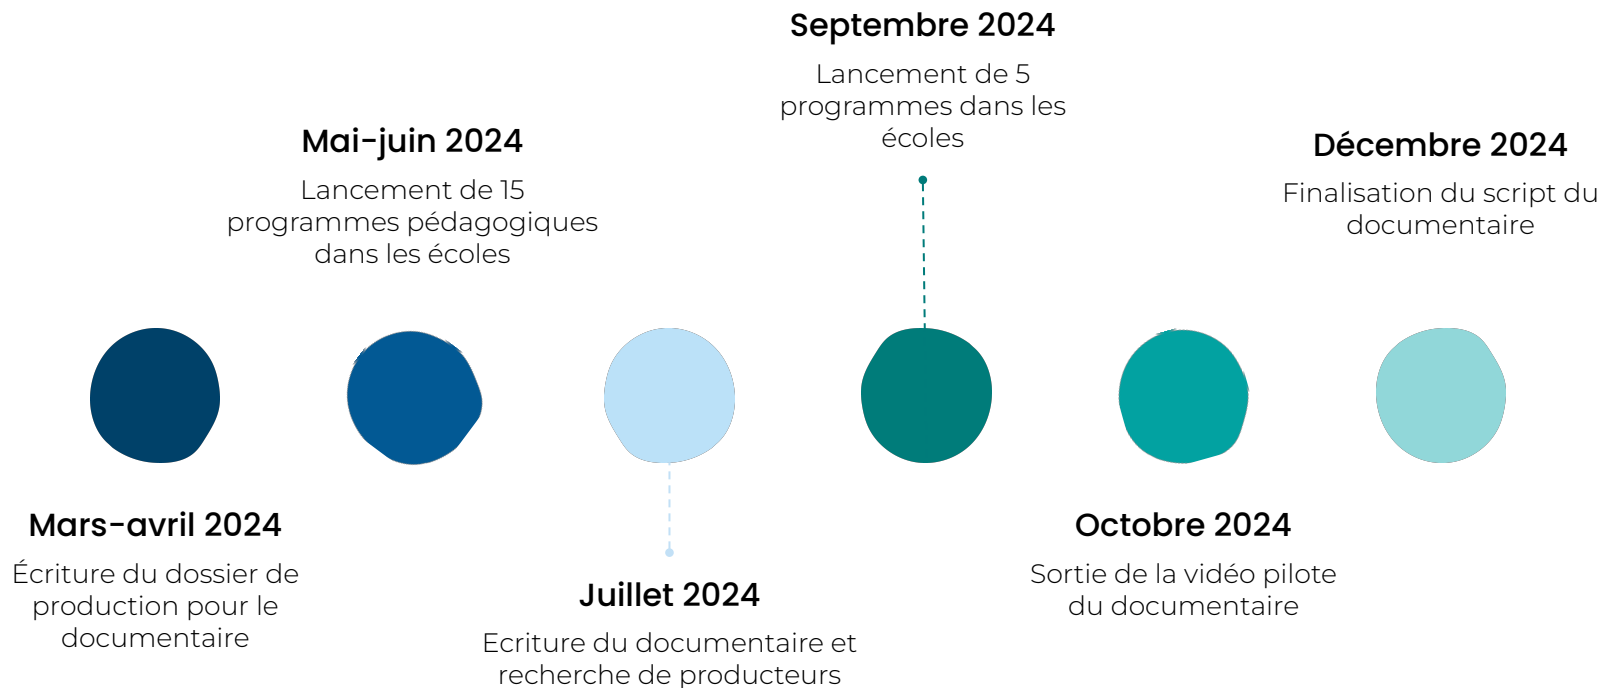 Mars-avril 2024
Écriture du dossier de
production pour le
documentaire
Mai-juin 2024
Lancement de 15
programmes pédagogiques
dans les écoles
Juillet 2024
Ecriture du documentaire et
recherche de producteurs
Septembre 2024
Lancement de 5
programmes dans les
écoles
Octobre 2024
Sortie de la vidéo pilote
du documentaire
Décembre 2024
Finalisation du script du
documentaire